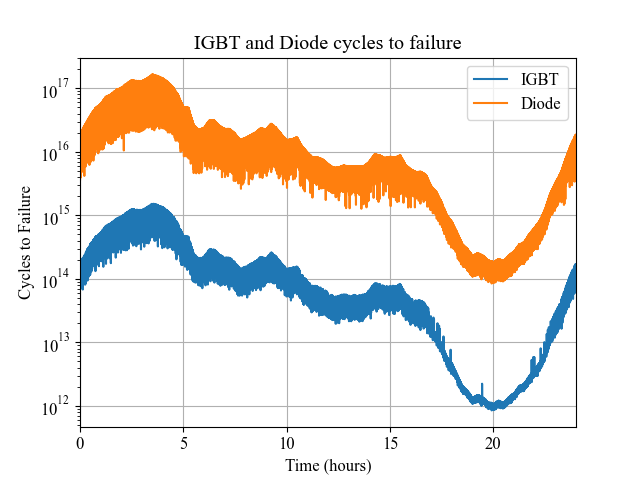 IGBT and Diode cycles to failure
IGBT
Diode
Cycles to Failure
10^17
10^16
10^15
10^14
10^13
10^12
0 5 10 15 20
Time (hours)